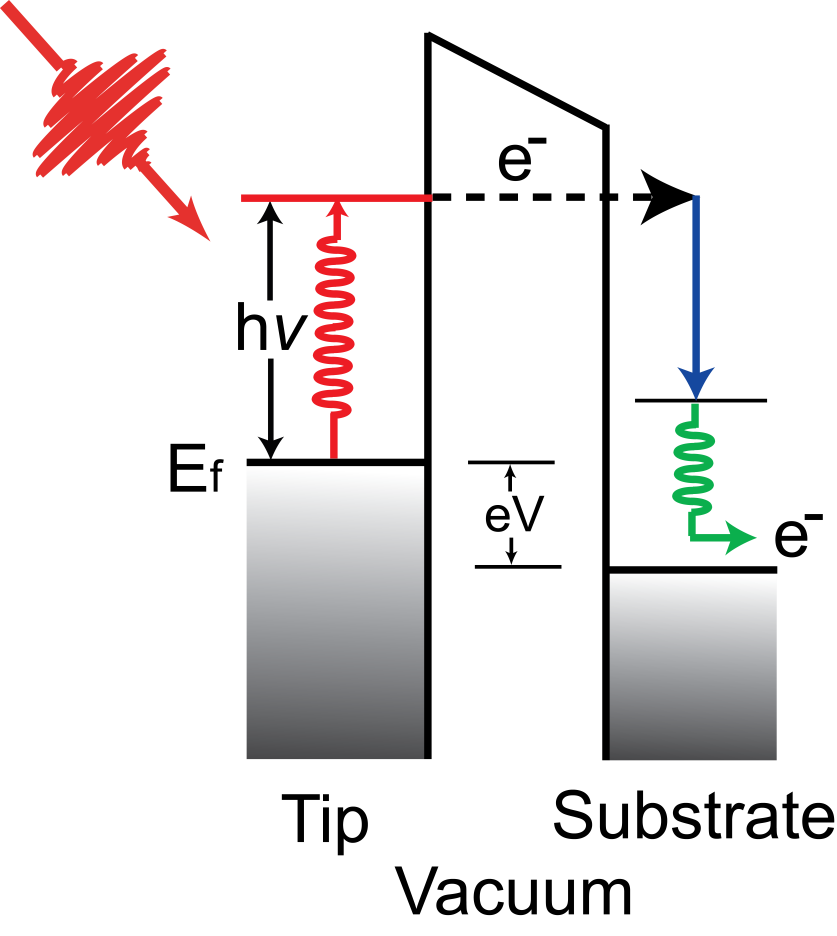 e-
hv
Ef
eV
e-
Tip
Substrate
Vacuum